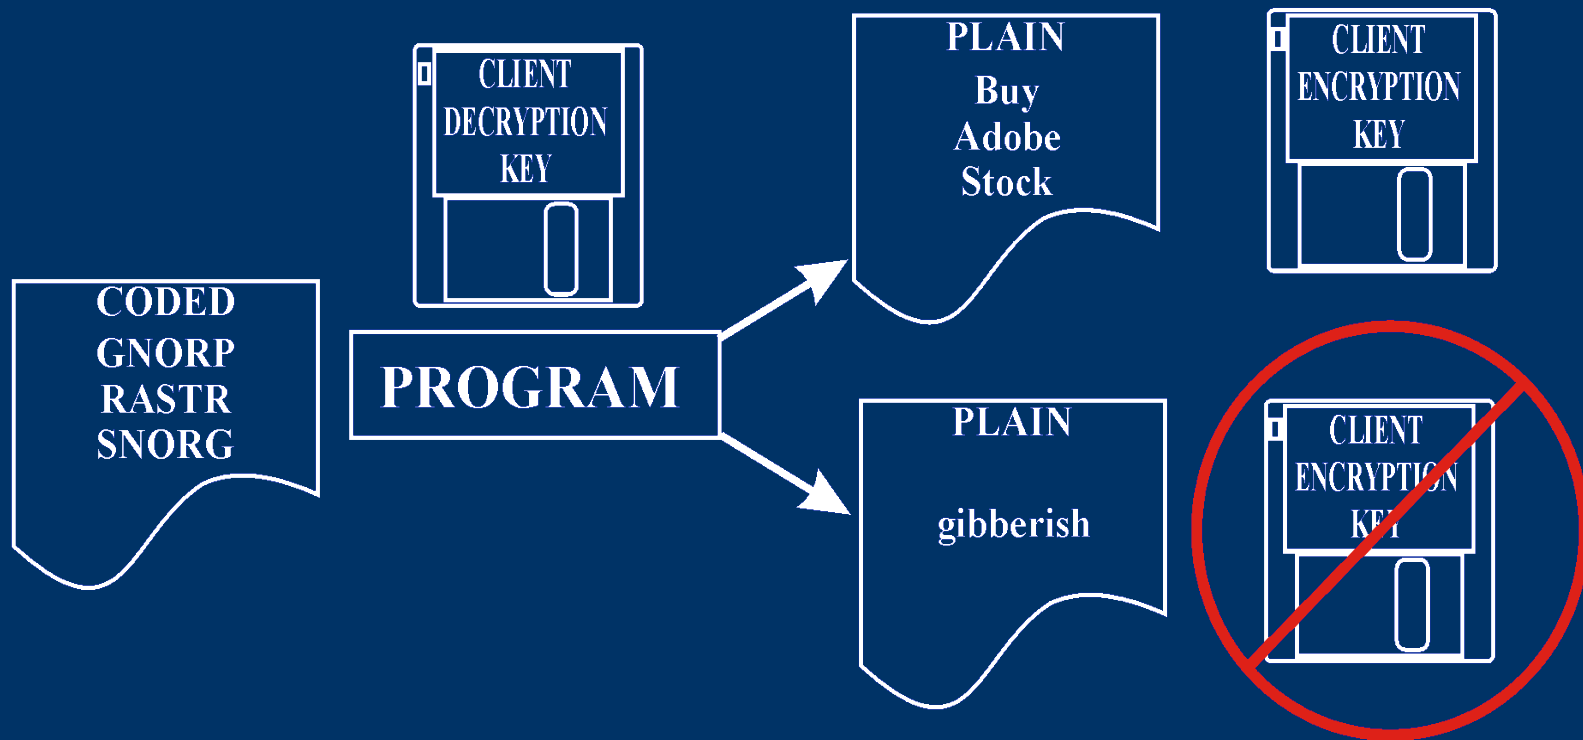 CODED
GNORP
RASTR
SNORG
CLIENT
DECRYPTION
KEY
PROGRAM
PLAIN
Buy
Adobe
Stock
CLIENT
ENCRYPTION
KEY
PLAIN
gibberish
CLIENT
ENCRYPTION
KEY